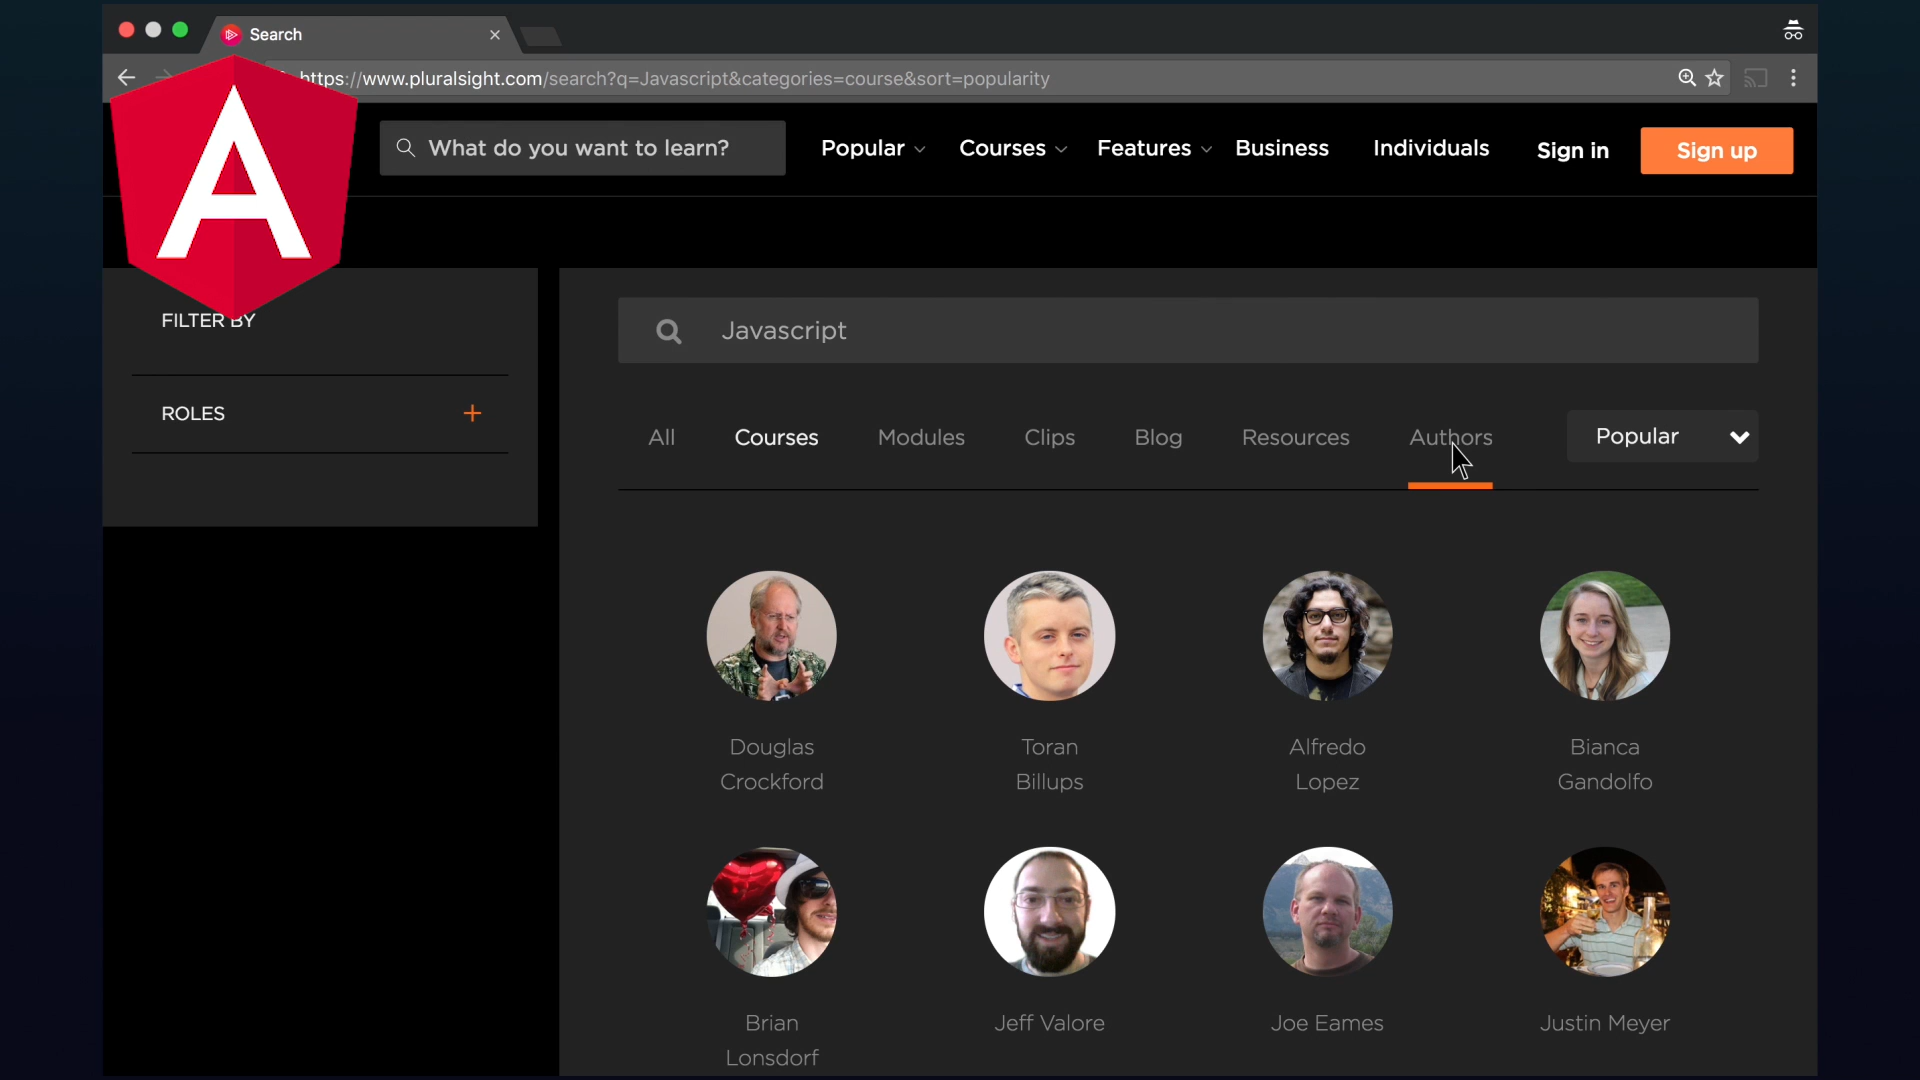 Search
https://www.pluralsight.com/search?q=Javascript&categories=course&sort=popularity
A
What do you want to learn?
Popular
Courses
Features
Business
Individuals
Sign in
Sign up
FILTER BY
ROLES
Javascript
All
Courses
Modules
Clips
Blog
Resources
Authors
Popular
Douglas
Crockford
Toran
Billups
Alfredo
Lopez
Bianca
Gandolfo
Brian
Lonsdorf
Jeff Valore
Joe Eames
Justin Meyer